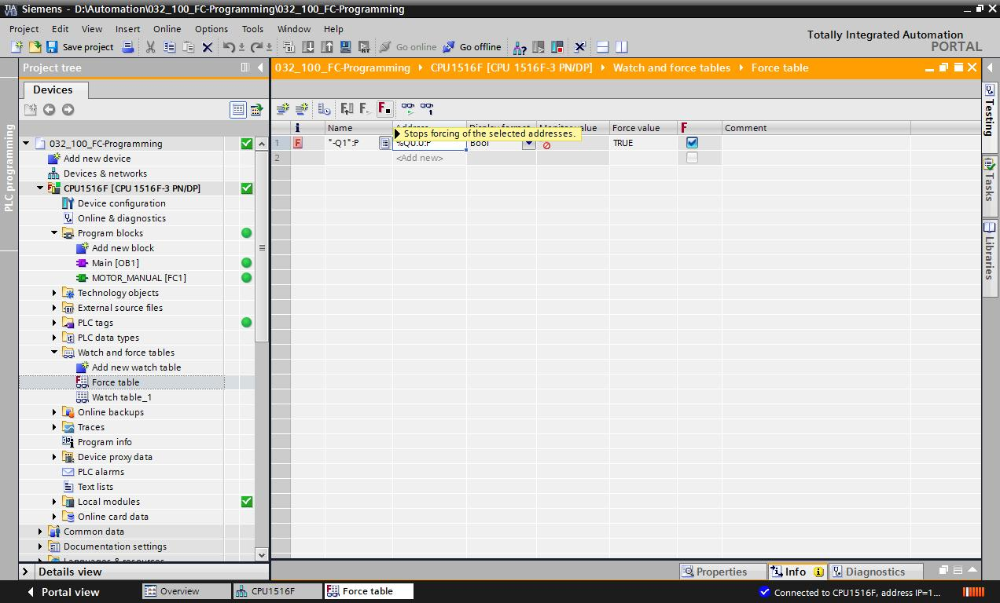 Siemens - D:\Automation\032_100_FC-Programming\032_100_FC-Programming
TIA
V13
Project Edit View Insert Online Options Tools Window Help
Totally Integrated Automation
PORTAL
Save project
Go online
Go offline
Project tree
032_100_FC-Programming CPU1516F [CPU 1516F-3 PN/DP] Watch and force tables Force table
Devices
PLC programming
032_100_FC-Programming
Add new device
Devices & networks
CPU1516F [CPU 1516F-3 PN/DP]
Device configuration
Online & diagnostics
Program blocks
Add new block
Main [OB1]
MOTOR_MANUAL [FC1]
Technology objects
External source files
PLC tags
PLC data types
Watch and force tables
Add new watch table
Force table
Watch table_1
Online backups
Traces
Program info
Device proxy data
PLC alarms
Text lists
Local modules
Online card data
Common data
Documentation settings
Languages & resources
i Name Address Display format Monitor value Force value F Comment
Stops forcing of the selected addresses.
1 F "-Q1":P %Q0.0:P Bool TRUE
2 <Add new>
Testing
Tasks
Libraries
Details view
Properties Info Diagnostics
Portal view
Overview CPU1516F Force table
Connected to CPU1516F, address IP=1...